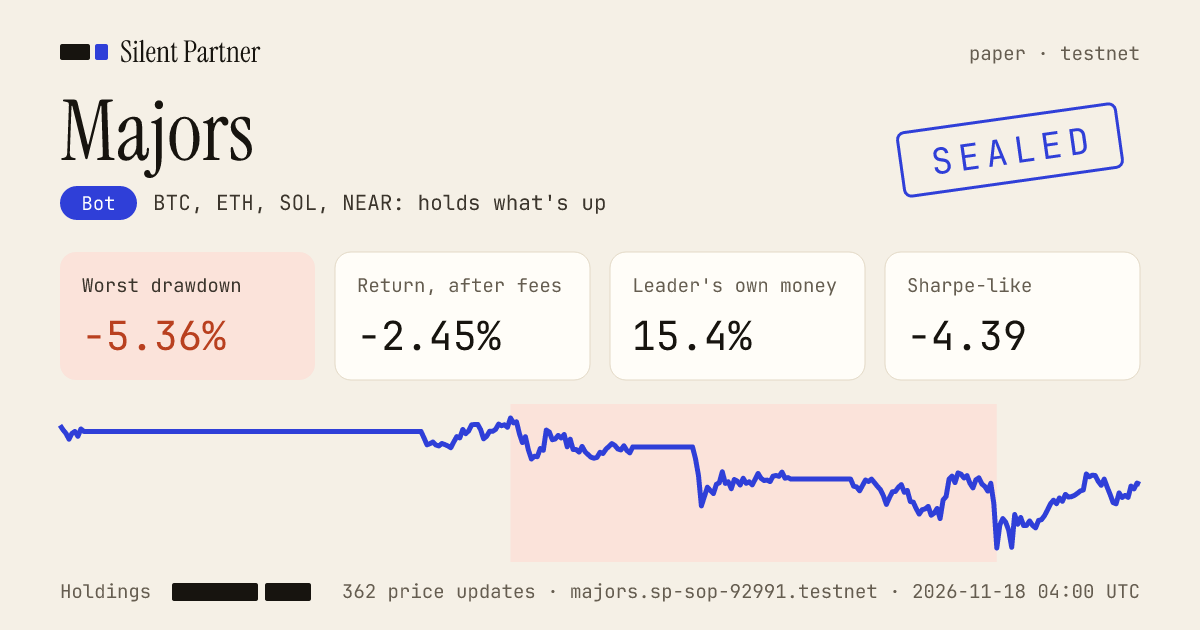 Silent Partner
paper · testnet
Majors
SEALED
Bot
BTC, ETH, SOL, NEAR: holds what's up
Worst drawdown
-5.36%
Return, after fees
-2.45%
Leader's own money
15.4%
Sharpe-like
-4.39
Holdings
362 price updates · majors.sp-sop-92991.testnet · 2026-11-18 04:00 UTC